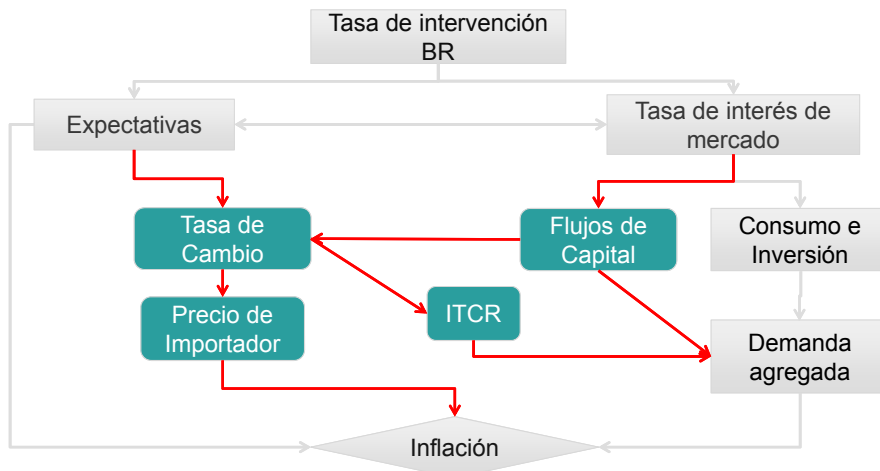 Tasa de intervención
BR
Expectativas
Tasa de interés de
mercado
Tasa de
Cambio
Flujos de
Capital
Consumo e
Inversión
Precio de
Importador
ITCR
Demanda
agregada
Inflación